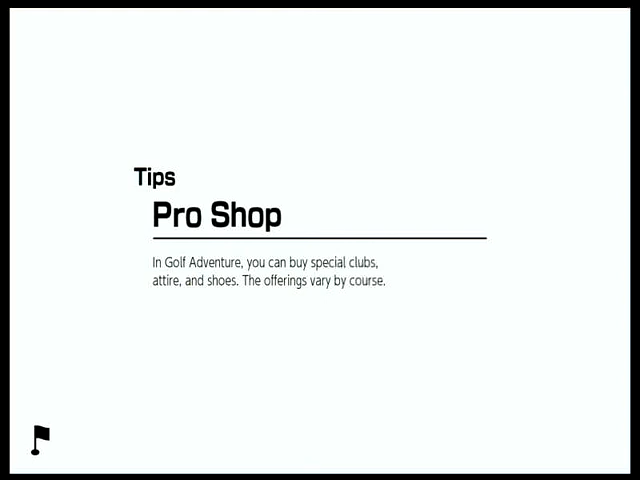 Tips
Pro Shop
In Golf Adventure, you can buy special clubs,
attire, and shoes. The offerings vary by course.